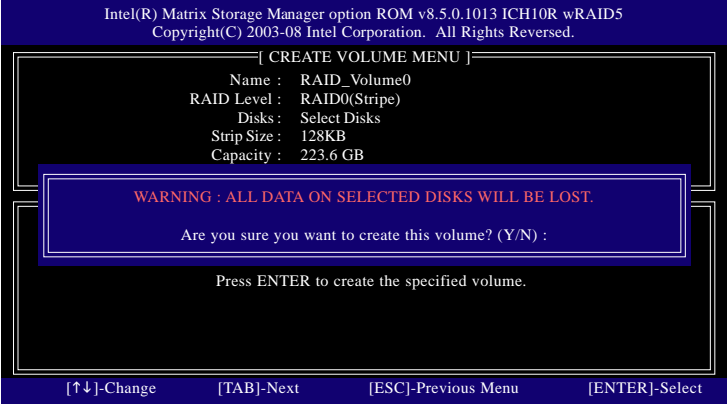 Intel(R) Matrix Storage Manager option ROM v8.5.0.1013 ICH10R wRAID5
Copyright(C) 2003-08 Intel Corporation. All Rights Reversed.
[ CREATE VOLUME MENU ]
Name : RAID_Volume0
RAID Level : RAID0(Stripe)
Disks : Select Disks
Strip Size : 128KB
Capacity : 223.6 GB
WARNING : ALL DATA ON SELECTED DISKS WILL BE LOST.
Are you sure you want to create this volume? (Y/N) :
Press ENTER to create the specified volume.
[↑↓]-Change [TAB]-Next [ESC]-Previous Menu [ENTER]-Select